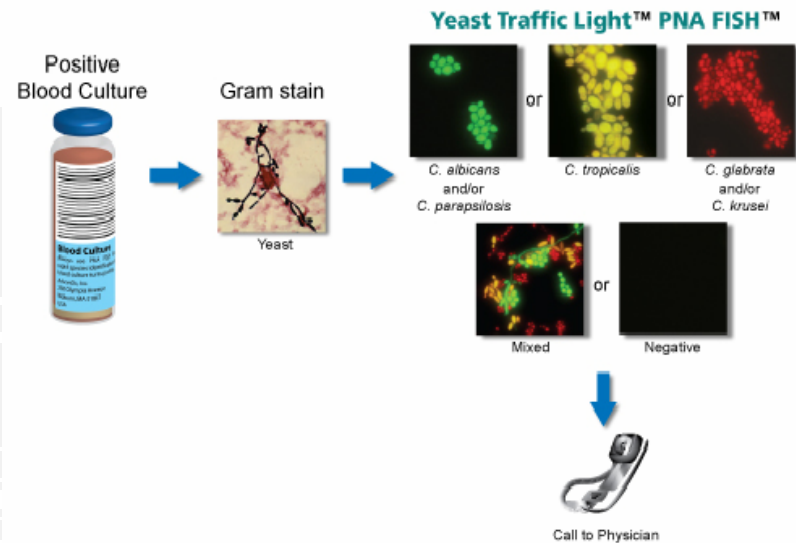 Yeast Traffic Light™ PNA FISH™
Positive
Blood Culture
Gram stain
or
or
C. albicans
and/or
C. parapsilosis
C. tropicalis
C. glabrata
and/or
C. krusei
Yeast
Blood Culture
or
Mixed
Negative
Call to Physician